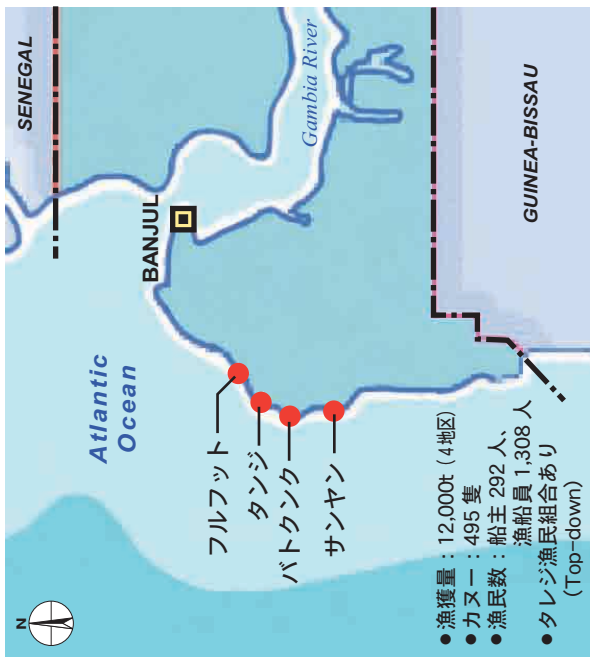 N
SENEGAL
Atlantic
Ocean
BANJUL
Gambia River
フルフット
タンジ
バトクンク
サンヤン
GUINEA-BISSAU
●漁獲量：12,000t（4地区）
●カヌー：495 隻
●漁民数：船主 292 人、
漁船員 1,308 人
●タレジ漁民組合あり
(Top-down)